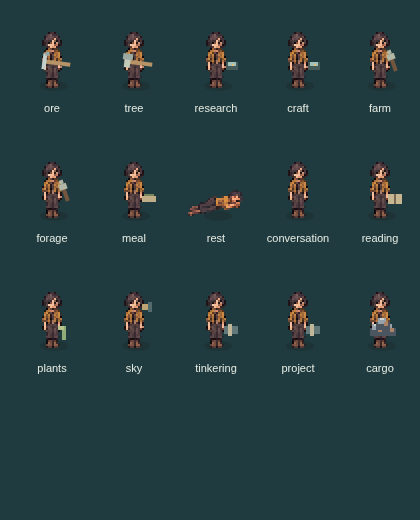 ore tree research craft farm
forage meal rest conversation reading
plants sky tinkering project cargo